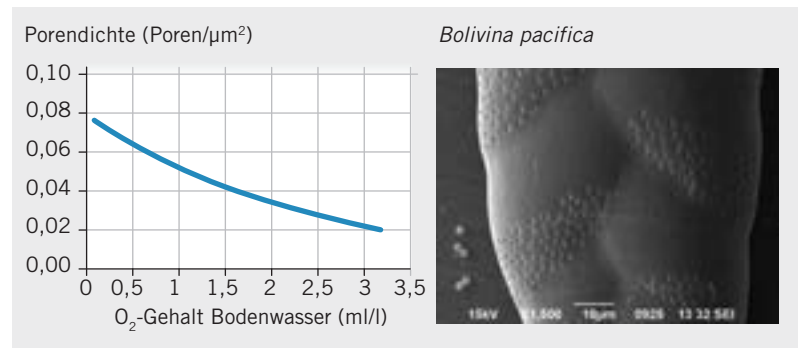 Porendichte (Poren/µm²)
0,10
0,08
0,06
0,04
0,02
0,00
0 0,5 1 1,5 2 2,5 3 3,5
O₂-Gehalt Bodenwasser (ml/l)
Bolivina pacifica
15kV X1,500 10µm 0925 13 32 SEI